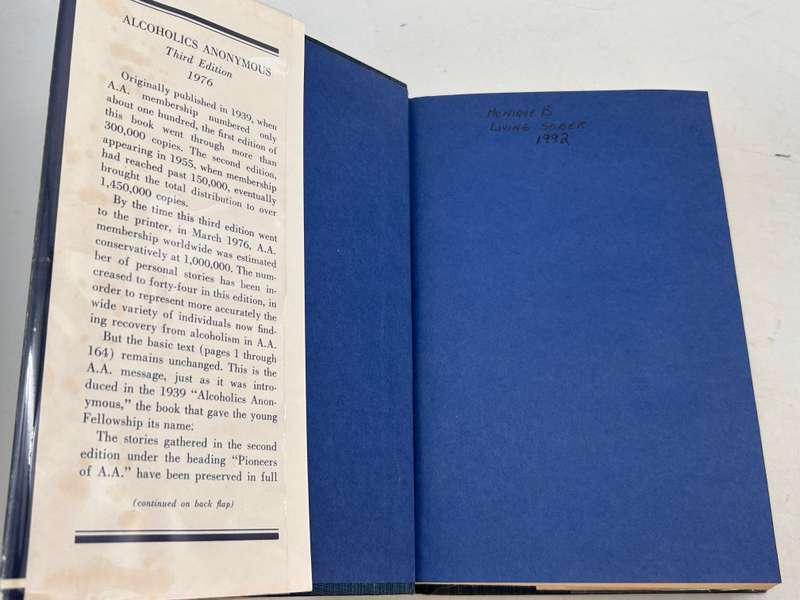 ALCOHOLICS ANONYMOUS
Third Edition
1976
Originally published in 1939, when
A.A. membership numbered only
about one hundred, the first edition of
this book went through more than
300,000 copies. The second edition,
appearing in 1955, when membership
had reached past 150,000, eventually
brought the total distribution to over
1,450,000 copies.
By the time this third edition went
to the printer, in March 1976, A.A.
membership worldwide was estimated
conservatively at 1,000,000. The num-
ber of personal stories has been in-
creased to forty-four in this edition, in
order to represent more accurately the
wide variety of individuals now find-
ing recovery from alcoholism in A.A.
But the basic text (pages 1 through
164) remains unchanged. This is the
A.A. message, just as it was intro-
duced in the 1939 “Alcoholics Anon-
ymous,” the book that gave the young
Fellowship its name.
The stories gathered in the second
edition under the heading “Pioneers
of A.A.” have been preserved in full
(continued on back flap)
MONIQUE B
LIVING SOBER
1992